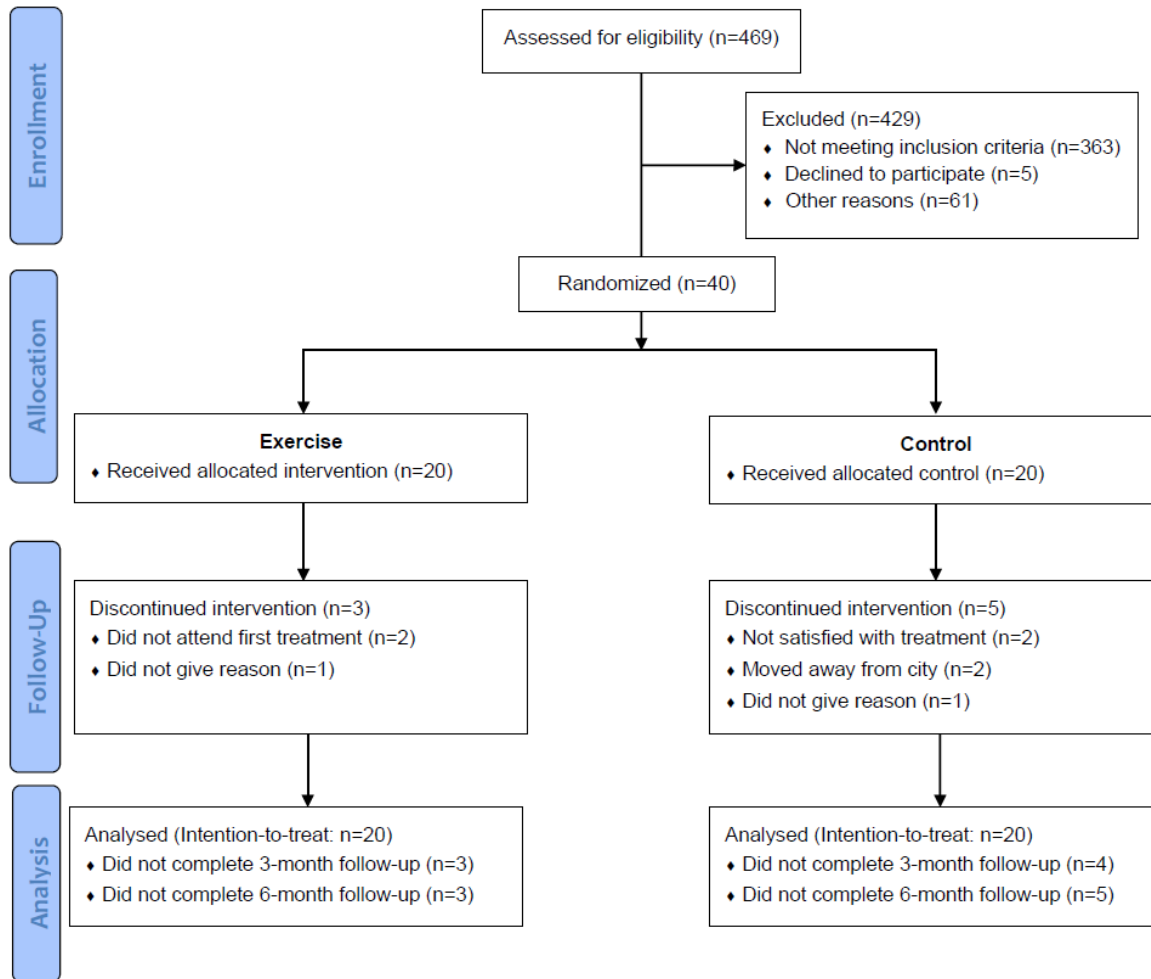 Enrollment
Assessed for eligibility (n=469)
Excluded (n=429)
♦ Not meeting inclusion criteria (n=363)
♦ Declined to participate (n=5)
♦ Other reasons (n=61)
Randomized (n=40)
Allocation
Exercise
♦ Received allocated intervention (n=20)
Control
♦ Received allocated control (n=20)
Follow-Up
Discontinued intervention (n=3)
♦ Did not attend first treatment (n=2)
♦ Did not give reason (n=1)
Discontinued intervention (n=5)
♦ Not satisfied with treatment (n=2)
♦ Moved away from city (n=2)
♦ Did not give reason (n=1)
Analysis
Analysed (Intention-to-treat: n=20)
♦ Did not complete 3-month follow-up (n=3)
♦ Did not complete 6-month follow-up (n=3)
Analysed (Intention-to-treat: n=20)
♦ Did not complete 3-month follow-up (n=4)
♦ Did not complete 6-month follow-up (n=5)